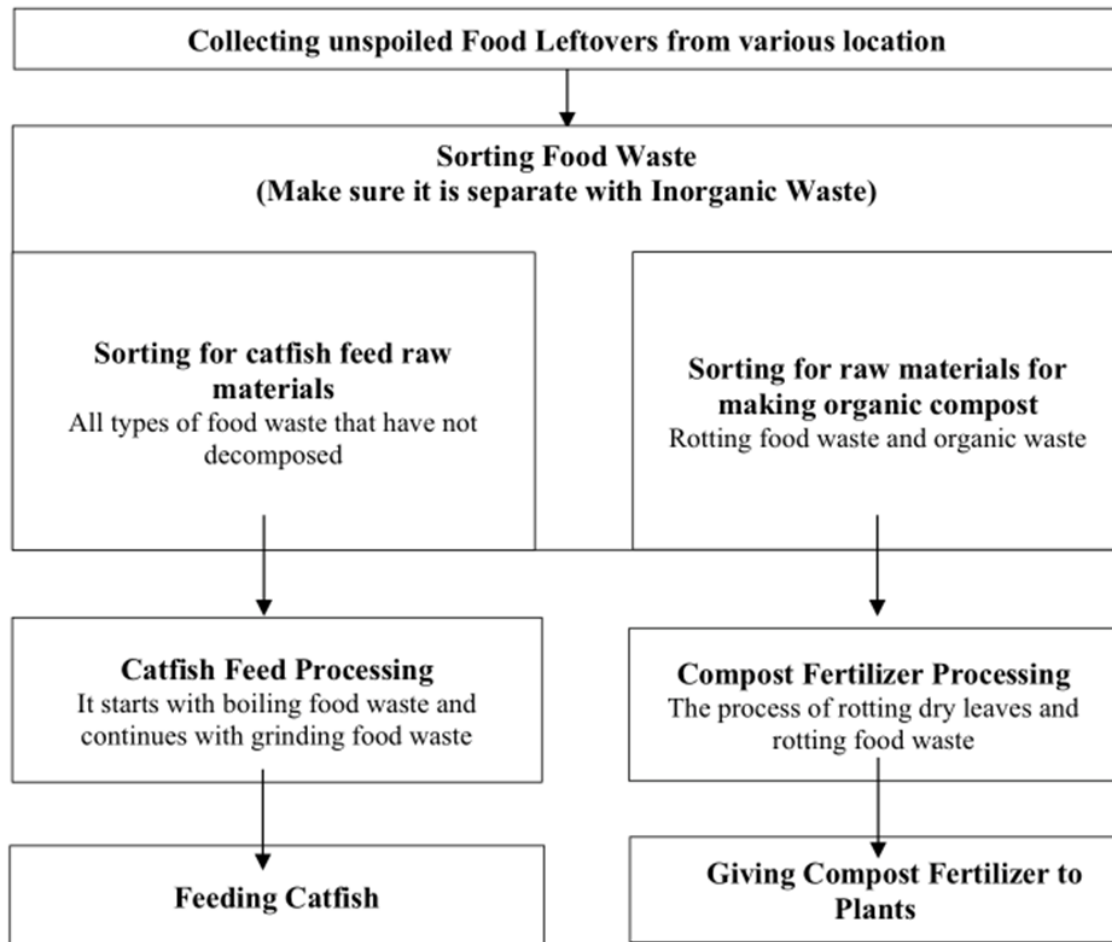 Collecting unspoiled Food Leftovers from various location
Sorting Food Waste
(Make sure it is separate with Inorganic Waste)
Sorting for catfish feed raw
materials
All types of food waste that have not
decomposed
Sorting for raw materials for
making organic compost
Rotting food waste and organic waste
Catfish Feed Processing
It starts with boiling food waste and
continues with grinding food waste
Compost Fertilizer Processing
The process of rotting dry leaves and
rotting food waste
Feeding Catfish
Giving Compost Fertilizer to
Plants